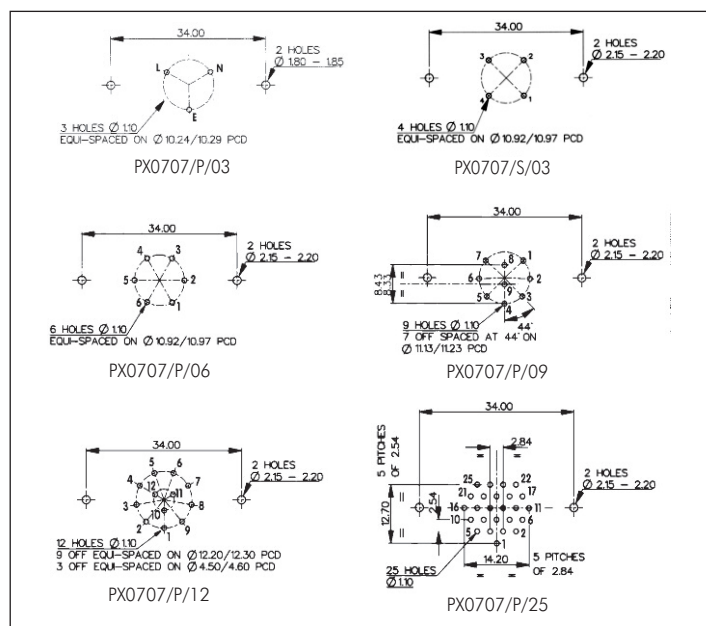 34.00
2 HOLES
Ø 1.80 – 1.85
L N
E
3 HOLES Ø 1.10
EQUI-SPACED ON Ø 10.24/10.29 PCD
PX0707/P/03
34.00
2 HOLES
Ø 2.15 – 2.20
3 2
4 1
4 HOLES Ø 1.10
EQUI-SPACED ON Ø 10.92/10.97 PCD
PX0707/S/03
34.00
2 HOLES
Ø 2.15 – 2.20
4 3
5 2
6 1
6 HOLES Ø 1.10
EQUI-SPACED ON Ø 10.92/10.97 PCD
PX0707/P/06
34.00
2 HOLES
Ø 2.15 – 2.20
7 8 1
6 2
9
5 3
4
8.43
8.33
=
=
44°
9 HOLES Ø 1.10
7 OFF SPACED AT 44° ON
Ø 11.13/11.23 PCD
PX0707/P/09
34.00
2 HOLES
Ø 2.15 – 2.20
5 6
4 12 11 7
3 8
10
2 9
1
12 HOLES Ø 1.10
9 OFF EQUI-SPACED ON Ø 12.20/12.30 PCD
3 OFF EQUI-SPACED ON Ø 4.50/4.60 PCD
PX0707/P/12
34.00
2.84
= =
5 PITCHES
OF 2.54
2 HOLES
Ø 2.15 – 2.20
25 22
21 17
16 11
10 6
5 2
1
12.70
2.54
=
=
14.20
5 PITCHES
OF 2.84
= =
25 HOLES
Ø 1.10
PX0707/P/25